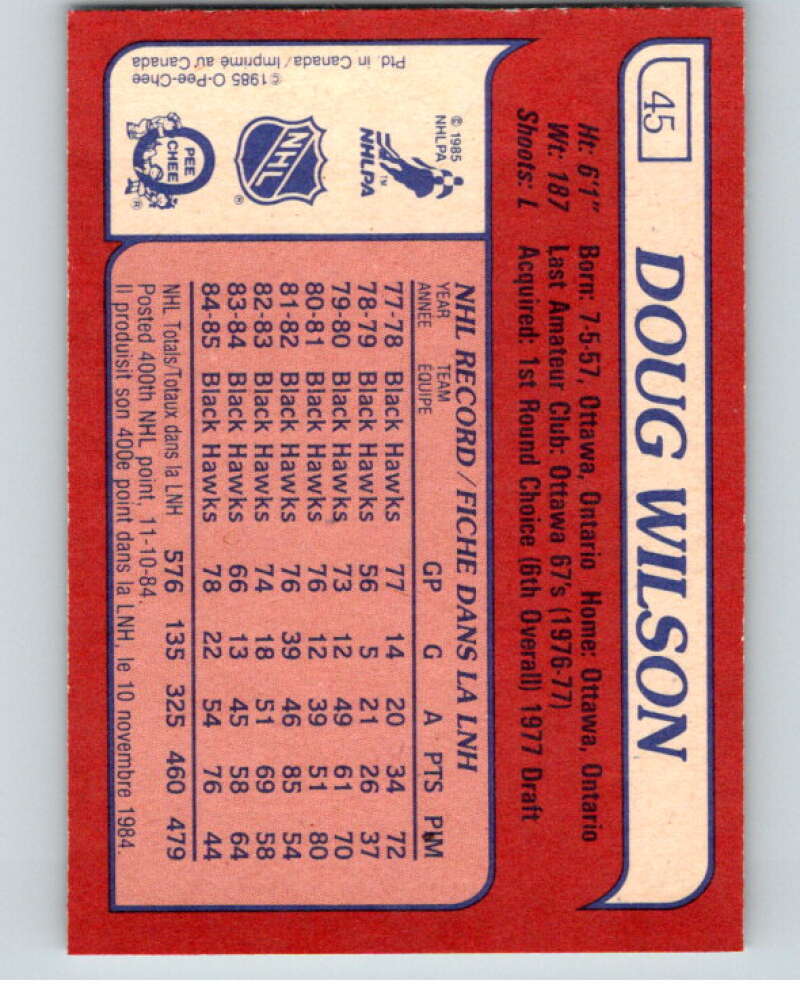 45
DOUG WILSON
Ht: 6'1" Born: 7-5-57, Ottawa, Ontario Home: Ottawa, Ontario
Wt: 187 Last Amateur Club: Ottawa 67's (1976-77)
Shoots: L Acquired: 1st Round Choice (6th Overall) 1977 Draft
© 1985
NHLPA
NHLPA™
NHL ®
PEE
CHEE
®
©1985 O-Pee-Chee
Ptd. in Canada/Imprimé au Canada
NHL RECORD/FICHE DANS LA LNH
YEAR TEAM GP G A PTS PIM
ANNÉE ÉQUIPE
77-78 Black Hawks 77 14 20 34 72
78-79 Black Hawks 56 5 21 26 37
79-80 Black Hawks 73 12 49 61 70
80-81 Black Hawks 76 12 39 51 80
81-82 Black Hawks 76 39 46 85 54
82-83 Black Hawks 74 18 51 69 58
83-84 Black Hawks 66 13 45 58 64
84-85 Black Hawks 78 22 54 76 44
NHL Totals/Totaux dans la LNH 576 135 325 460 479
Posted 400th NHL point, 11-10-84.
Il produisit son 400e point dans la LNH, le 10 novembre 1984.